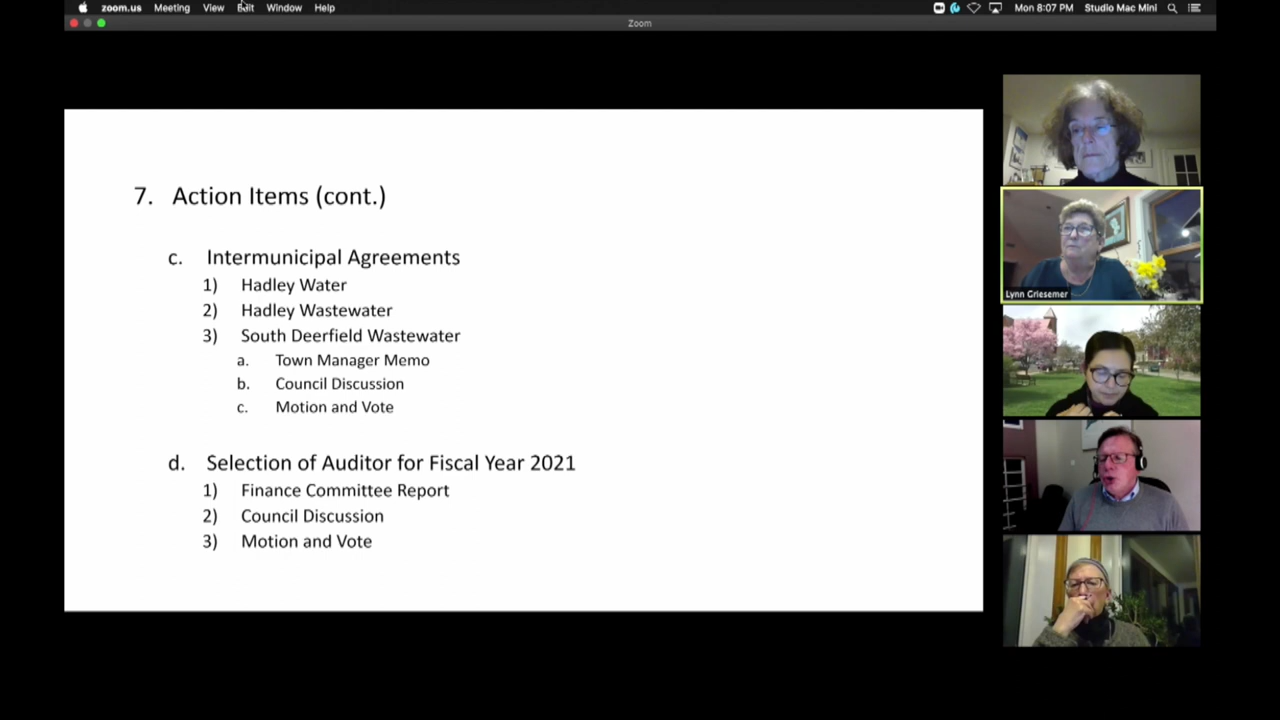 zoom.us Meeting View Edit Window Help Mon 8:07 PM Studio Mac Mini
Zoom
7. Action Items (cont.)
c. Intermunicipal Agreements
1) Hadley Water
2) Hadley Wastewater
3) South Deerfield Wastewater
a. Town Manager Memo
b. Council Discussion
c. Motion and Vote
d. Selection of Auditor for Fiscal Year 2021
1) Finance Committee Report
2) Council Discussion
3) Motion and Vote
Lynn Griesemer